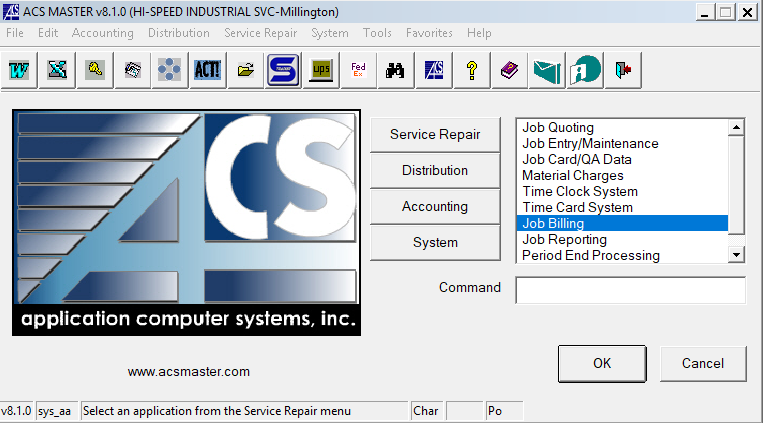 ACS MASTER v8.1.0 (HI-SPEED INDUSTRIAL SVC-Millington)
File Edit Accounting Distribution Service Repair System Tools Favorites Help
ACT! S ups Fed Ex ACS ?
ACS
application computer systems, inc.
www.acsmaster.com
Service Repair
Distribution
Accounting
System
Job Quoting
Job Entry/Maintenance
Job Card/QA Data
Material Charges
Time Clock System
Time Card System
Job Billing
Job Reporting
Period End Processing
Command
OK Cancel
v8.1.0 sys_aa Select an application from the Service Repair menu Char Po